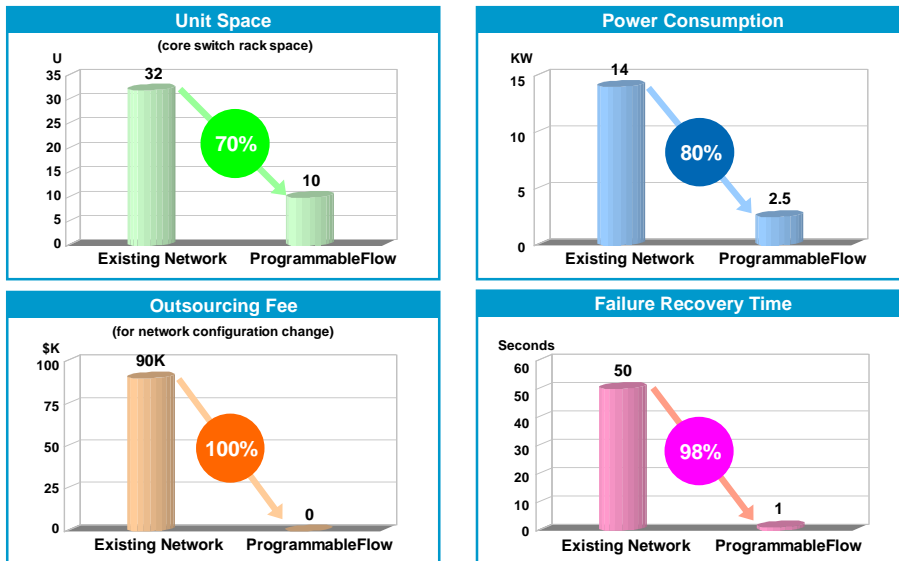 Unit Space
(core switch rack space)
U
35
30
25
20
15
10
5
0
32
70%
10
Existing Network
ProgrammableFlow
Power Consumption
KW
15
10
5
0
14
80%
2.5
Existing Network
ProgrammableFlow
Outsourcing Fee
(for network configuration change)
$K
100
75
50
25
0
90K
100%
0
Existing Network
ProgrammableFlow
Failure Recovery Time
Seconds
60
50
40
30
20
10
0
50
98%
1
Existing Network
ProgrammableFlow